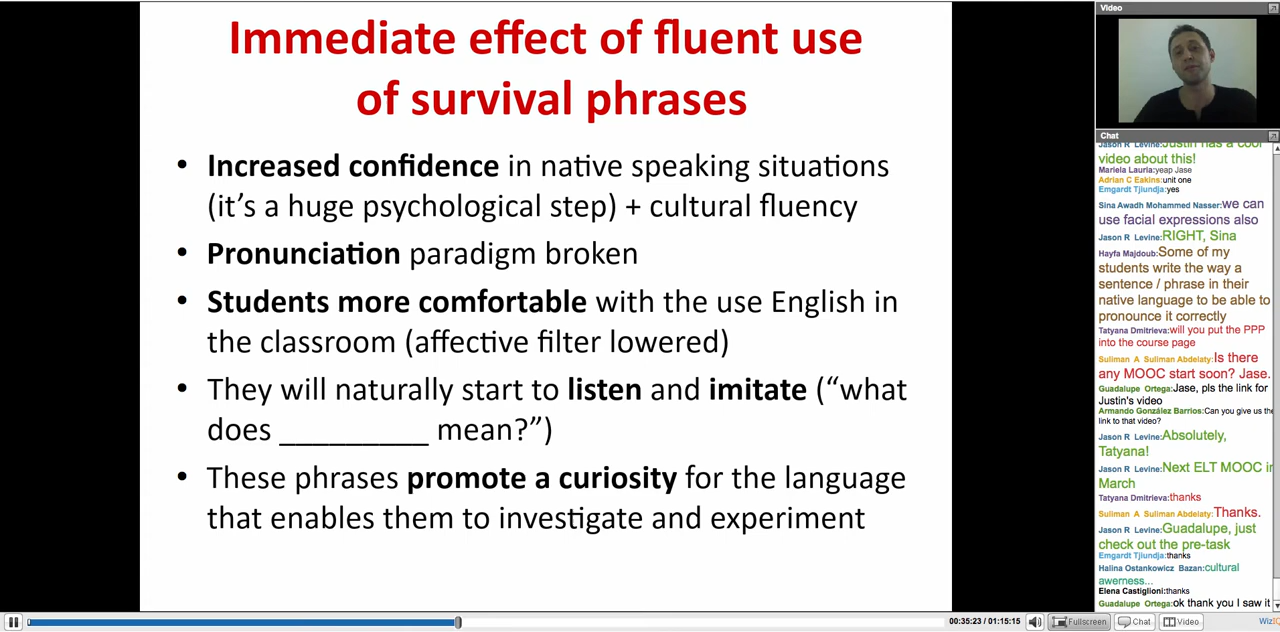 Immediate effect of fluent use
of survival phrases
• Increased confidence in native speaking situations
(it's a huge psychological step) + cultural fluency
• Pronunciation paradigm broken
• Students more comfortable with the use English in
the classroom (affective filter lowered)
• They will naturally start to listen and imitate ("what
does _________ mean?")
• These phrases promote a curiosity for the language
that enables them to investigate and experiment
Video
Chat
Jason R Levine:Justin has a cool
video about this!
Mariela Lauria:yeap Jase
Adrian C Eakins:unit one
Emgardt Tjiundja:yes
Sina Awadh Mohammed Nasser:we can
use facial expressions also
Jason R Levine:RIGHT, Sina
Hayfa Majdoub:Some of my
students write the way a
sentence / phrase in their
native language to be able to
pronounce it correctly
Tatyana Dmitrieva:will you put the PPP
into the course page
Suliman A Suliman Abdelaty:Is there
any MOOC start soon? Jase.
Guadalupe Ortega:Jase, pls the link for
Justin's video
Armando González Barrios:Can you give us the
link to that video?
Jason R Levine:Absolutely,
Tatyana!
Jason R Levine:Next ELT MOOC in
March
Tatyana Dmitrieva:thanks
Suliman A Suliman Abdelaty:Thanks.
Jason R Levine:Guadalupe, just
check out the pre-task
Emgardt Tjiundja:thanks
Halina Ostankowicz Bazan:cultural
awerness...
Elena Castiglioni:thanks
Guadalupe Ortega:ok thank you I saw it
00:35:23 / 01:15:15
Fullscreen
Chat
Video